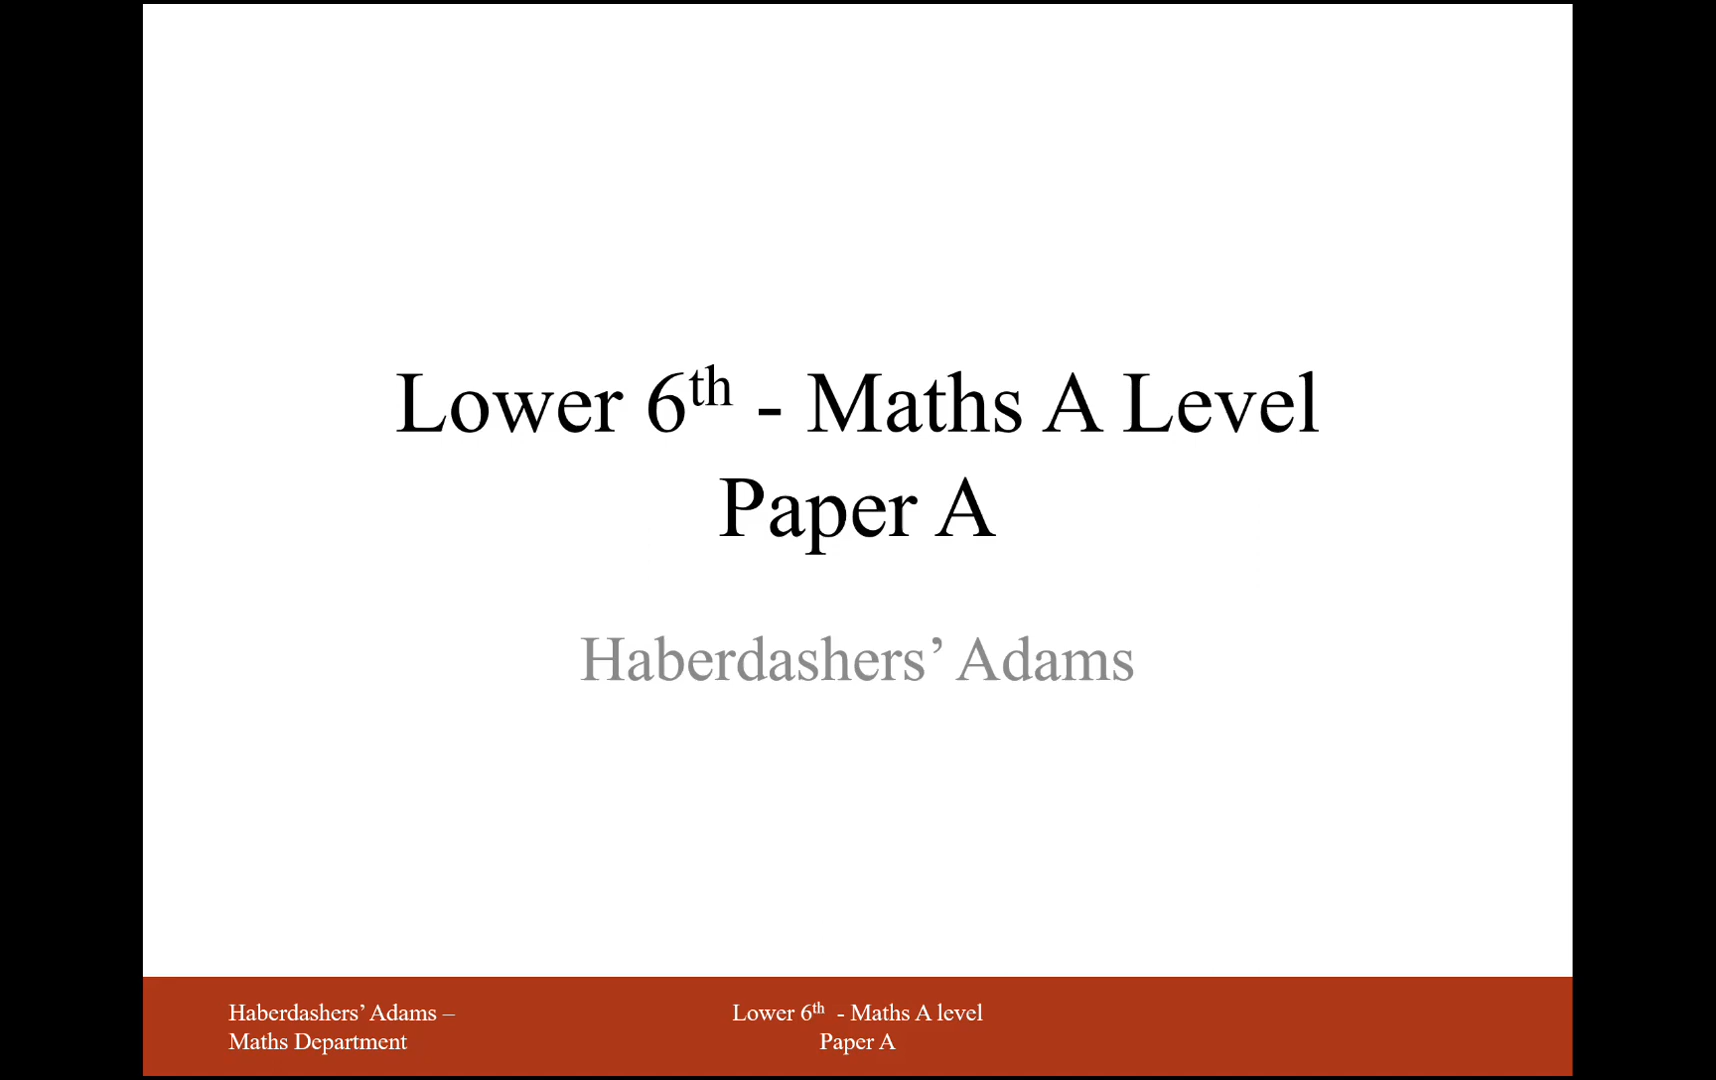 Lower 6th - Maths A Level
Paper A
Haberdashers’ Adams
Haberdashers’ Adams –
Maths Department
Lower 6th - Maths A level
Paper A